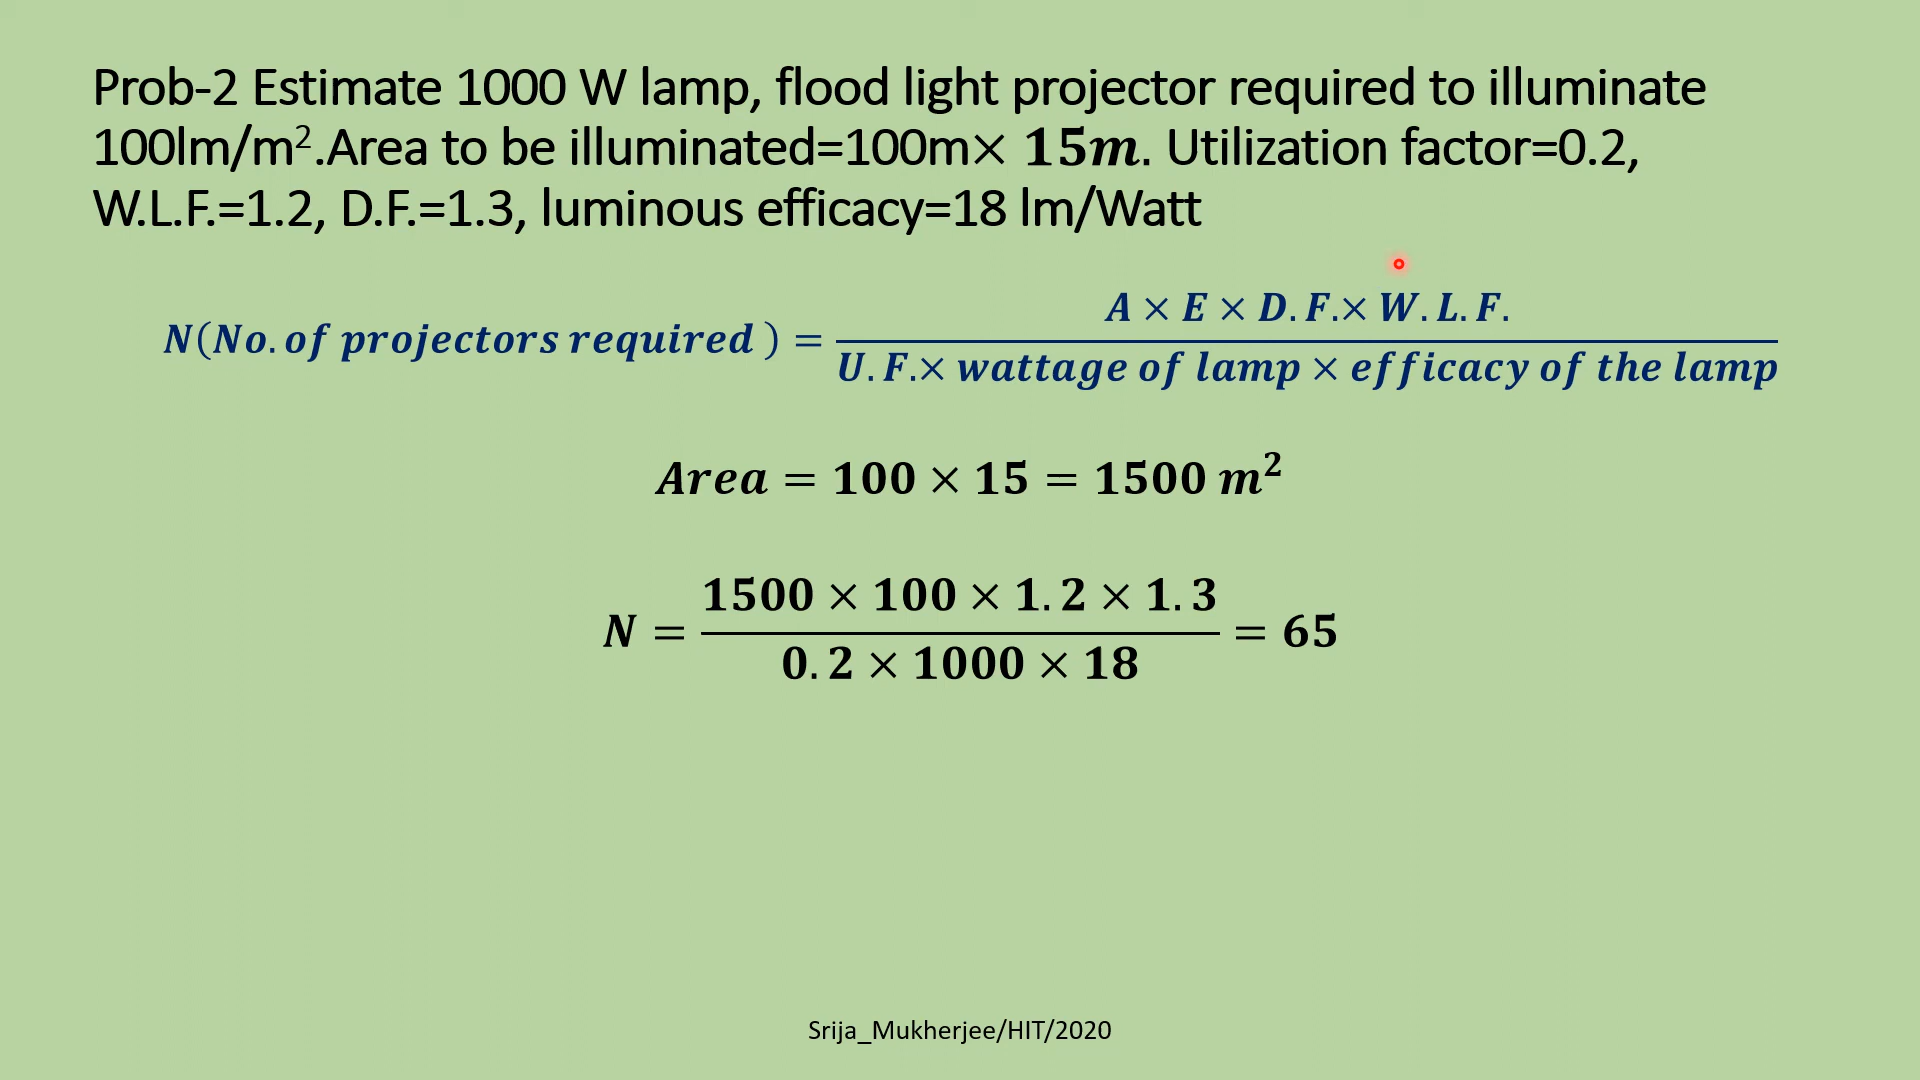 Prob-2 Estimate 1000 W lamp, flood light projector required to illuminate
100lm/m².Area to be illuminated=100m× 15m. Utilization factor=0.2,
W.L.F.=1.2, D.F.=1.3, luminous efficacy=18 lm/Watt
A × E × D. F.× W. L. F.
N(No. of projectors required ) =
U. F.× wattage of lamp × efficacy of the lamp
Area = 100 × 15 = 1500 m²
1500 × 100 × 1. 2 × 1. 3
N = = 65
0. 2 × 1000 × 18
Srija_Mukherjee/HIT/2020